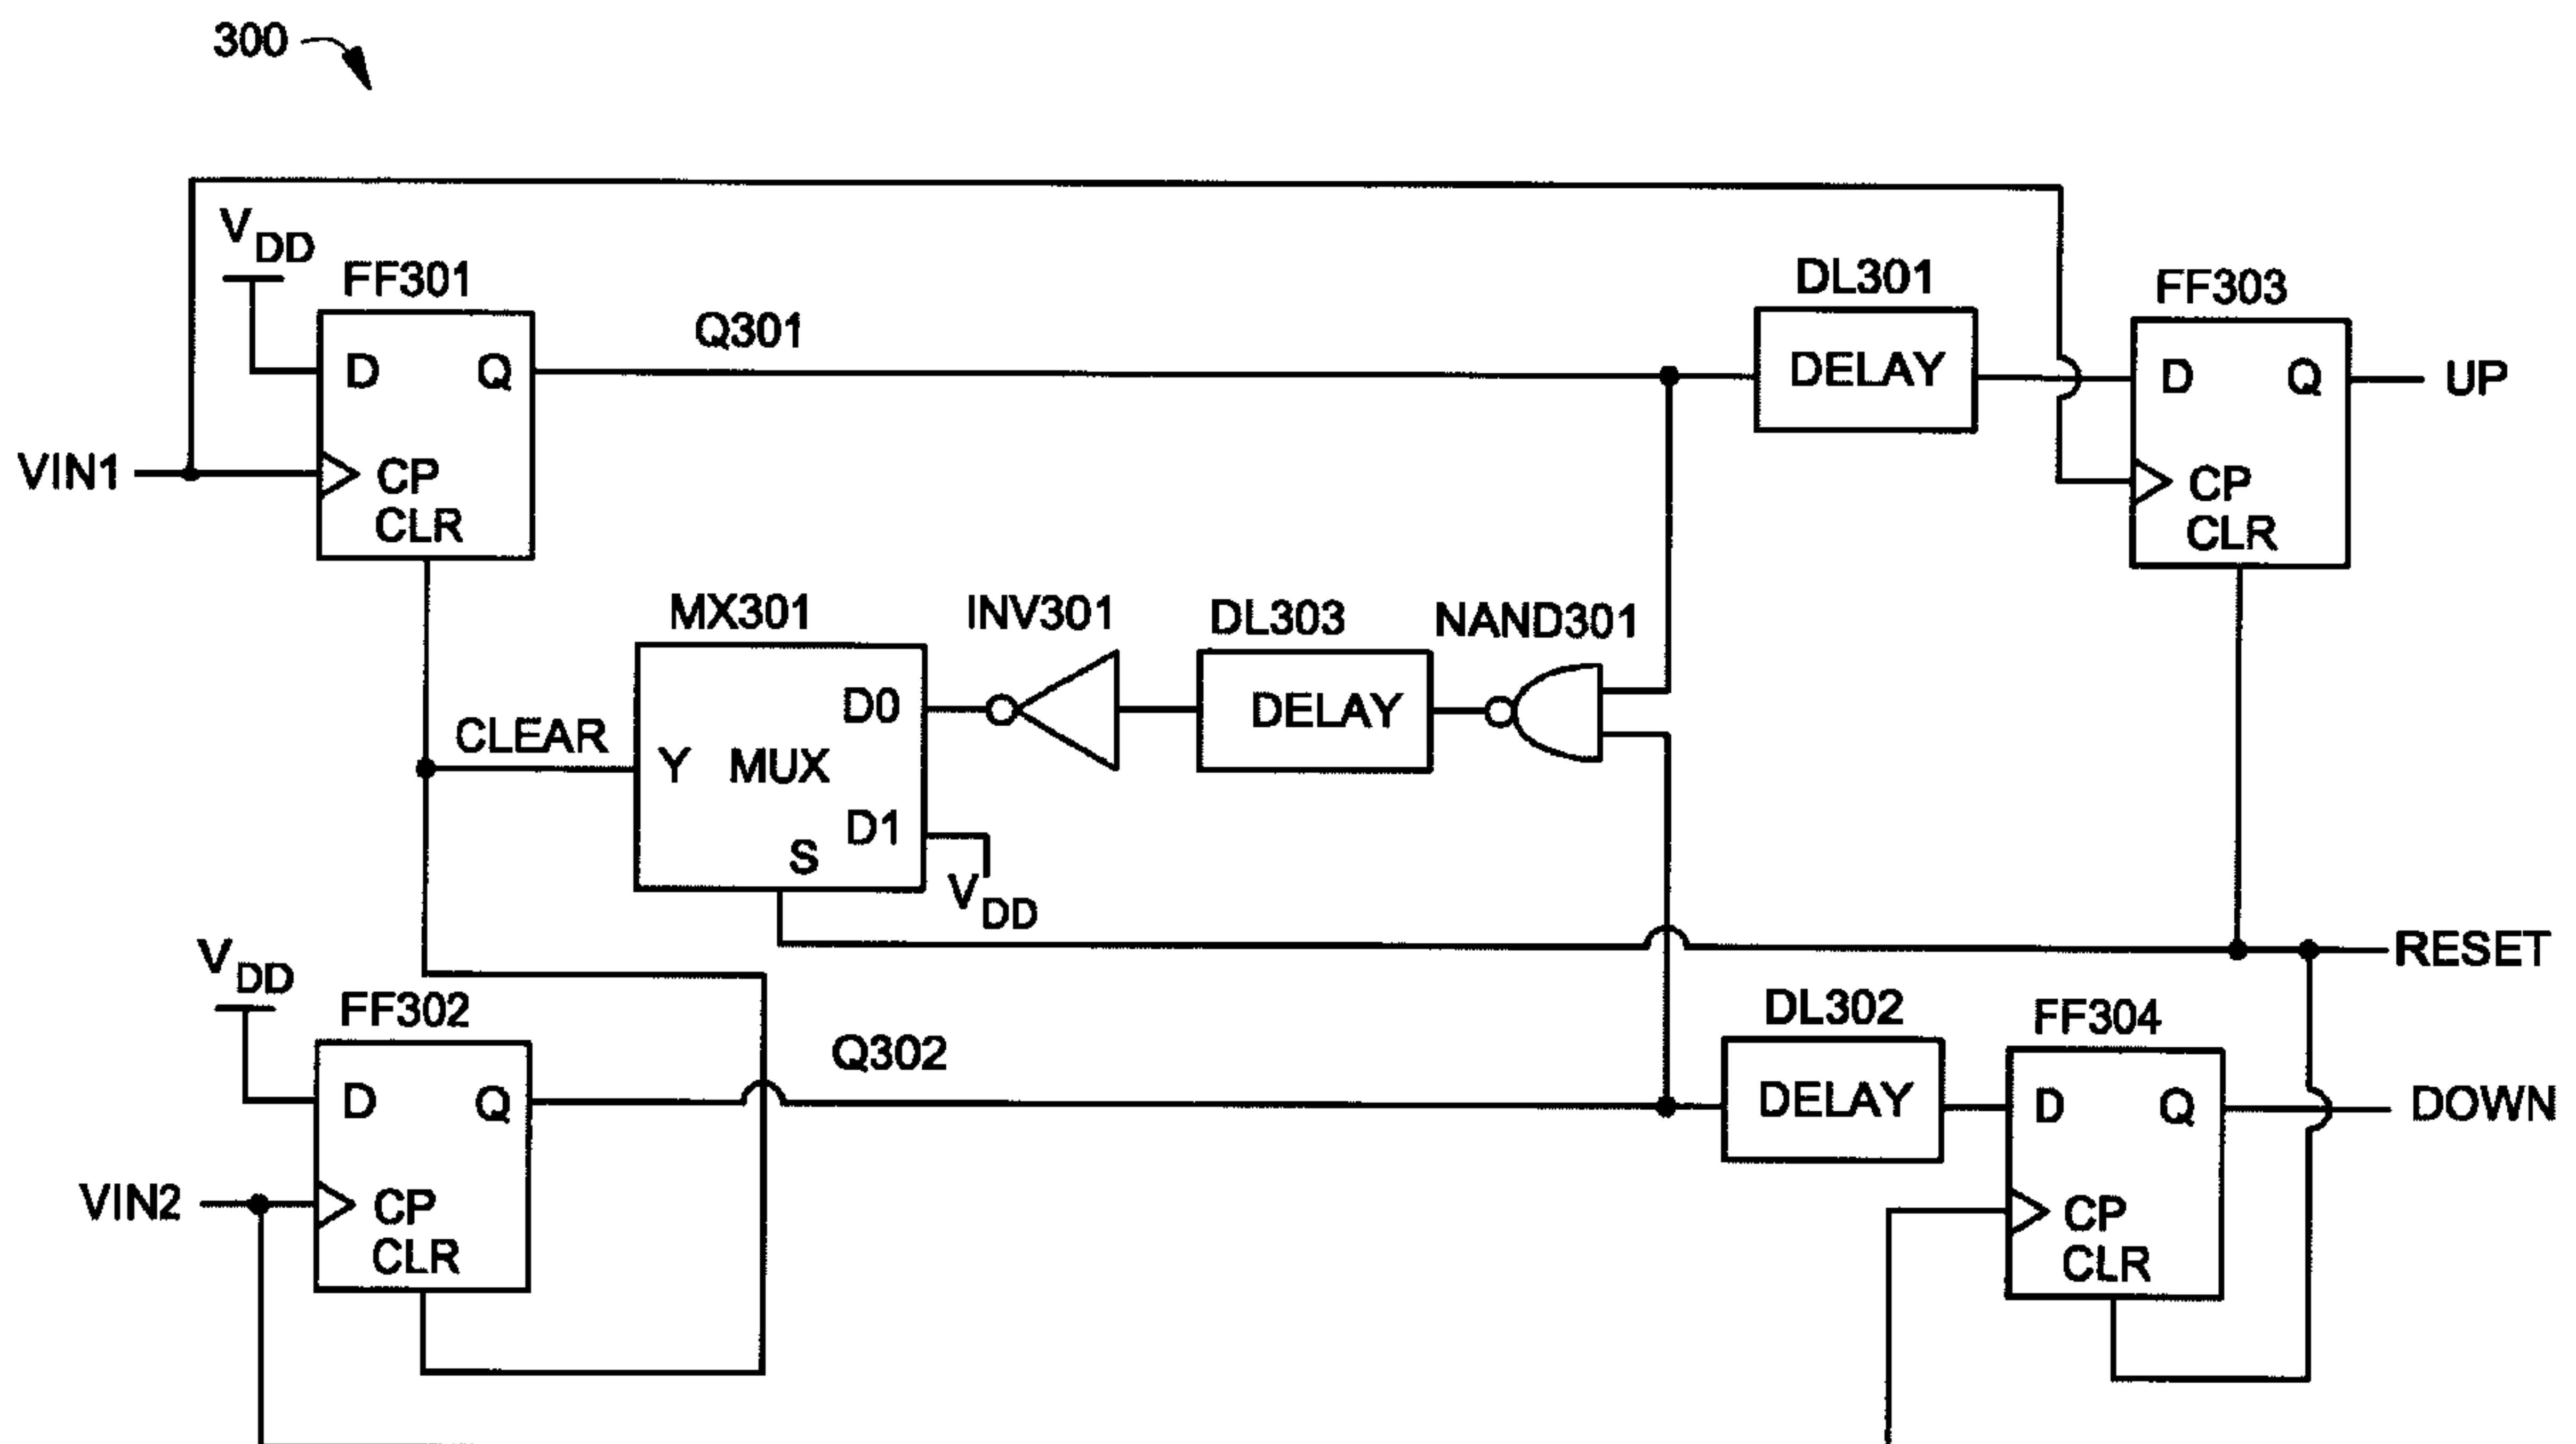 300
VDD
FF301
D Q
CP
CLR
VIN1
Q301
DL301
DELAY
FF303
D Q
CP
CLR
UP
MX301
D0
Y MUX
D1
S
VDD
INV301
DL303
DELAY
NAND301
CLEAR
RESET
VDD
FF302
D Q
CP
CLR
VIN2
Q302
DL302
DELAY
FF304
D Q
CP
CLR
DOWN